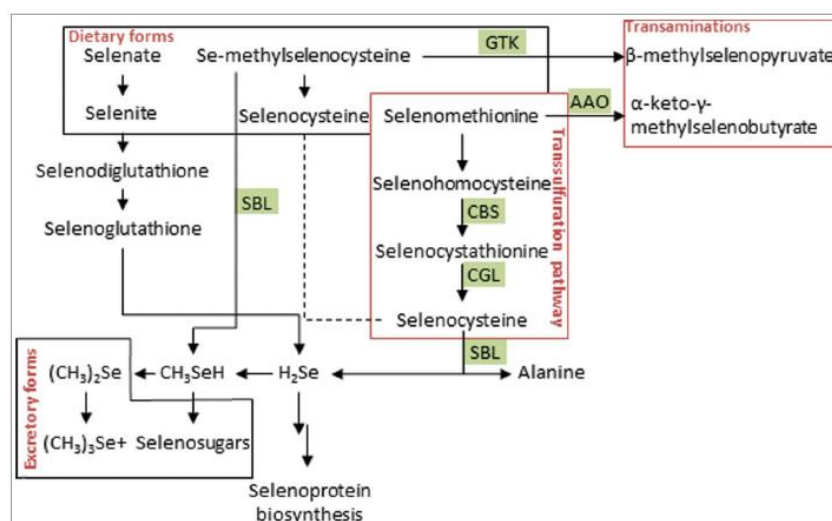 Dietary forms
Transaminations
GTK
Selenate
Se-methylselenocysteine
β-methylselenopyruvate
AAO
Selenite
Selenocysteine
Selenomethionine
α-keto-γ-
methylselenobutyrate
Transsulfuration pathway
Selenodiglutathione
Selenohomocysteine
SBL
CBS
Selenoglutathione
Selenocystathionine
CGL
Selenocysteine
SBL
Excretory forms
(CH₃)₂Se
CH₃SeH
H₂Se
Alanine
(CH₃)₃Se+
Selenosugars
Selenoprotein
biosynthesis